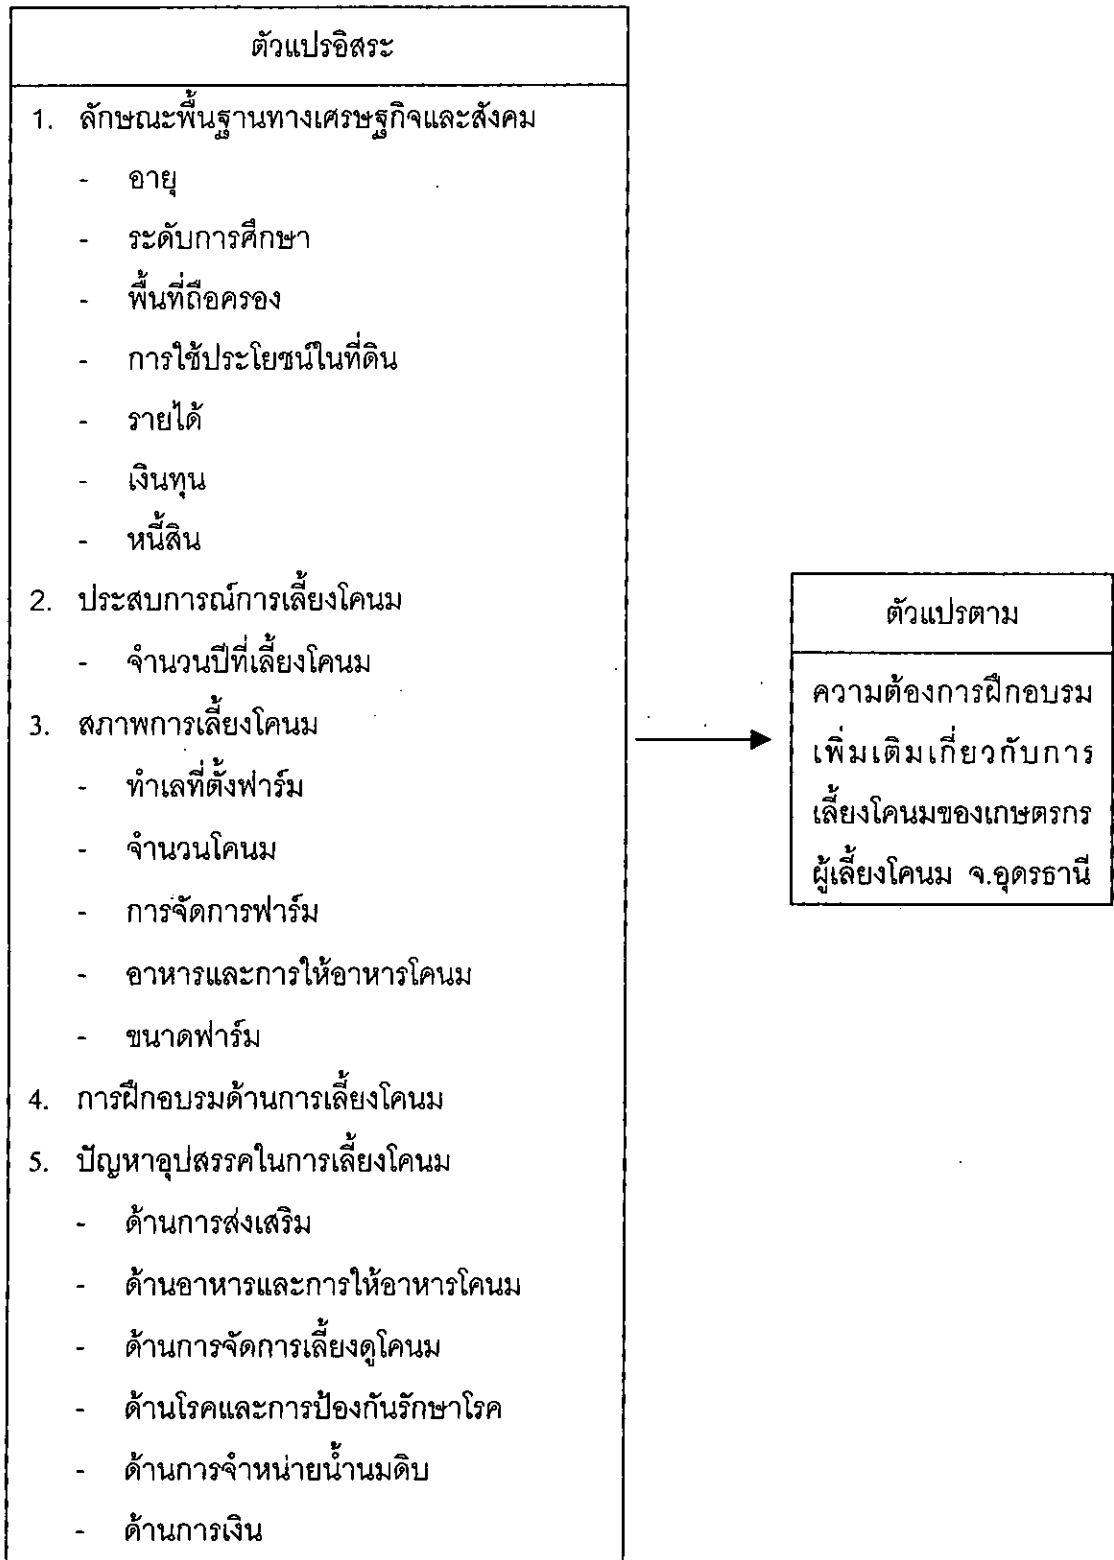 ตัวแปรอิสระ
1. ลักษณะพื้นฐานทางเศรษฐกิจและสังคม
- อายุ
- ระดับการศึกษา
- พื้นที่ถือครอง
- การใช้ประโยชน์ในที่ดิน
- รายได้
- เงินทุน
- หนี้สิน
2. ประสบการณ์การเลี้ยงโคนม
- จำนวนปีที่เลี้ยงโคนม
3. สภาพการเลี้ยงโคนม
- ทำเลที่ตั้งฟาร์ม
- จำนวนโคนม
- การจัดการฟาร์ม
- อาหารและการให้อาหารโคนม
- ขนาดฟาร์ม
4. การฝึกอบรมด้านการเลี้ยงโคนม
5. ปัญหาอุปสรรคในการเลี้ยงโคนม
- ด้านการส่งเสริม
- ด้านอาหารและการให้อาหารโคนม
- ด้านการจัดการเลี้ยงดูโคนม
- ด้านโรคและการป้องกันรักษาโรค
- ด้านการจำหน่ายน้ำนมดิบ
- ด้านการเงิน
ตัวแปรตาม
ความต้องการฝึกอบรม
เพิ่มเติมเกี่ยวกับการ
เลี้ยงโคนมของเกษตรกร
ผู้เลี้ยงโคนม จ.อุดรธานี